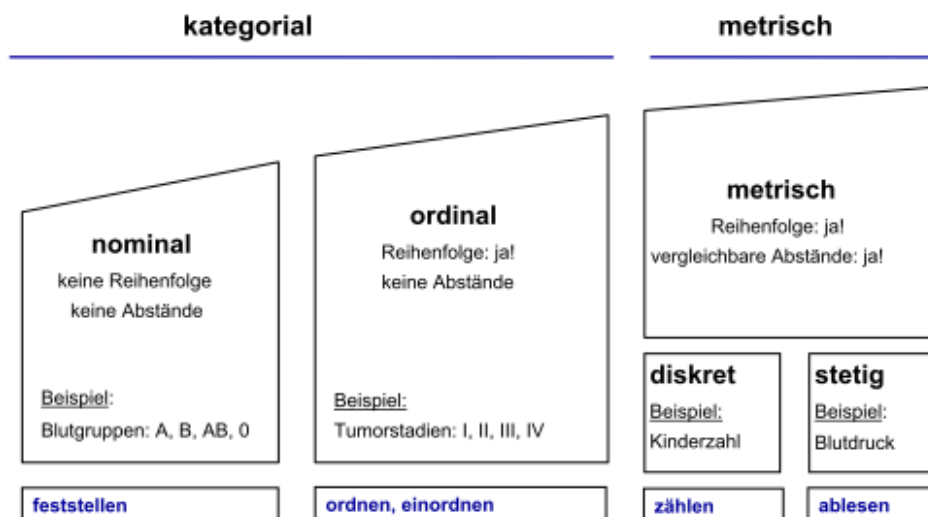 kategorial
metrisch
nominal
keine Reihenfolge
keine Abstände
Beispiel:
Blutgruppen: A, B, AB, 0
feststellen
ordinal
Reihenfolge: ja!
keine Abstände
Beispiel:
Tumorstadien: I, II, III, IV
ordnen, einordnen
metrisch
Reihenfolge: ja!
vergleichbare Abstände: ja!
diskret
Beispiel:
Kinderzahl
zählen
stetig
Beispiel:
Blutdruck
ablesen